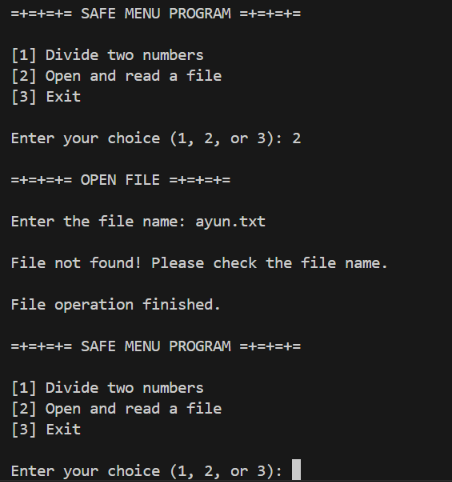 =+=+=+= SAFE MENU PROGRAM =+=+=+=
[1] Divide two numbers
[2] Open and read a file
[3] Exit
Enter your choice (1, 2, or 3): 2
=+=+=+= OPEN FILE =+=+=+=
Enter the file name: ayun.txt
File not found! Please check the file name.
File operation finished.
=+=+=+= SAFE MENU PROGRAM =+=+=+=
[1] Divide two numbers
[2] Open and read a file
[3] Exit
Enter your choice (1, 2, or 3):